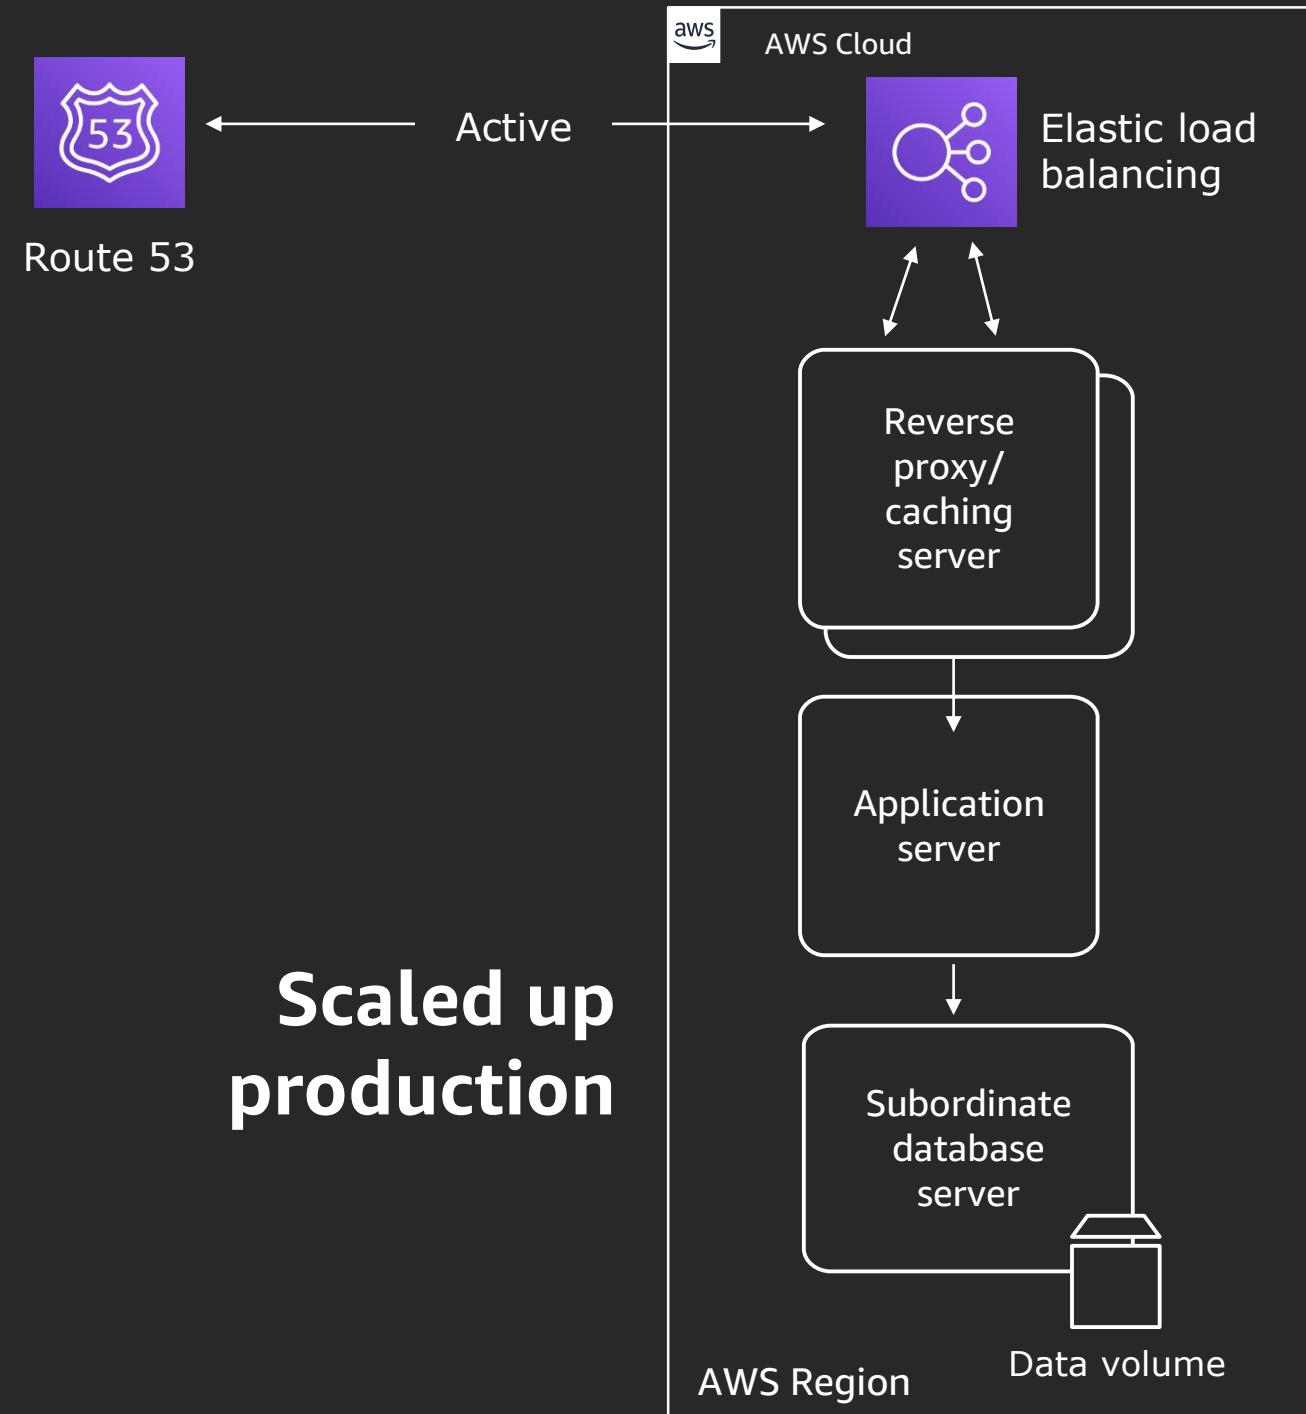 aws
AWS Cloud
53
Active
Elastic load
balancing
Route 53
Reverse
proxy/
caching
server
Application
server
Scaled up
production
Subordinate
database
server
Data volume
AWS Region